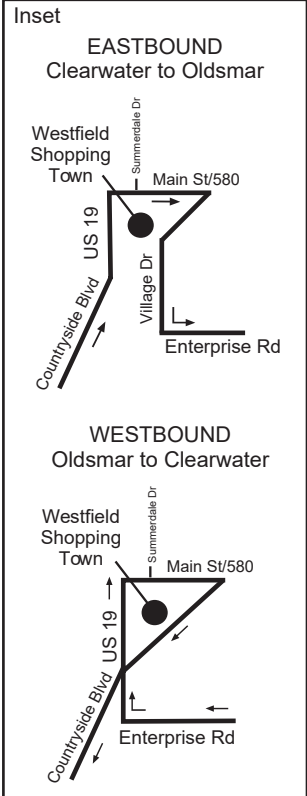 Inset
EASTBOUND
Clearwater to Oldsmar
Summerdale Dr
Westfield
Shopping
Town
Main St/580
US 19
Village Dr
Countryside Blvd
Enterprise Rd
WESTBOUND
Oldsmar to Clearwater
Summerdale Dr
Westfield
Shopping
Town
Main St/580
US 19
Countryside Blvd
Enterprise Rd